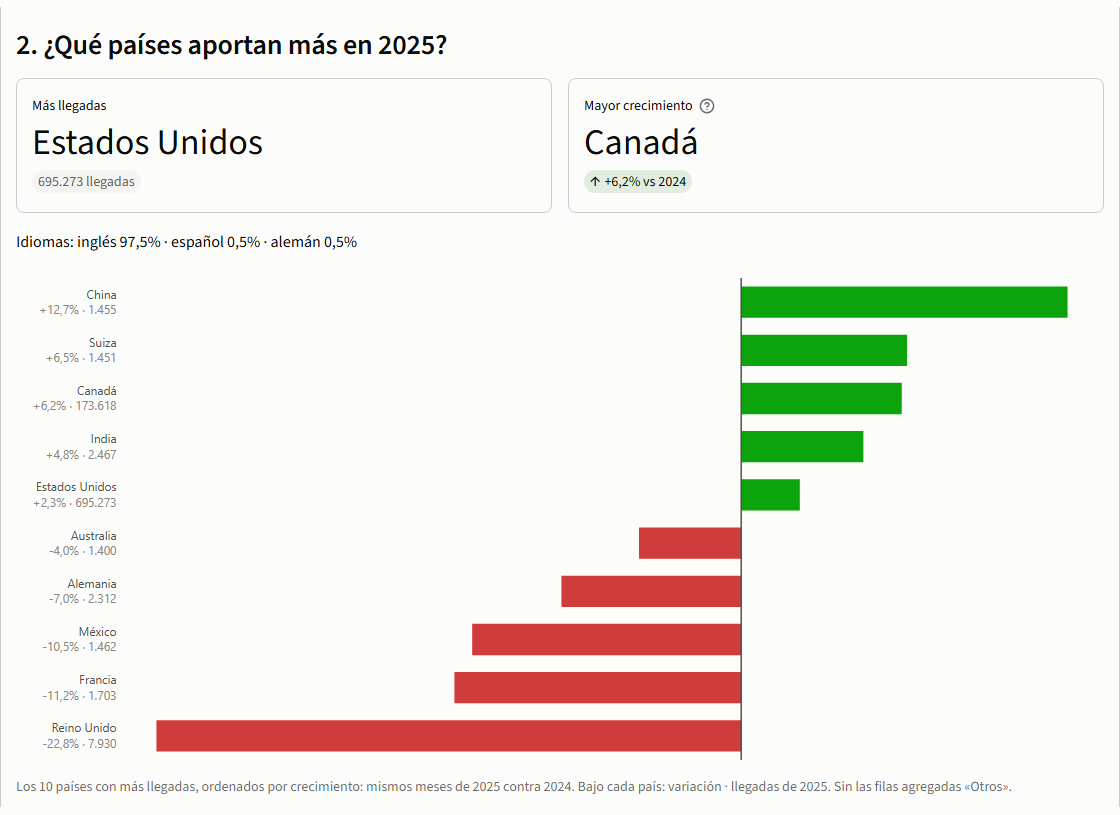 2. ¿Qué países aportan más en 2025?
Más llegadas
Estados Unidos
695.273 llegadas
Mayor crecimiento ?
Canadá
↑ +6,2% vs 2024
Idiomas: inglés 97,5% · español 0,5% · alemán 0,5%
China
+12,7% · 1.455
Suiza
+6,5% · 1.451
Canadá
+6,2% · 173.618
India
+4,8% · 2.467
Estados Unidos
+2,3% · 695.273
Australia
-4,0% · 1.400
Alemania
-7,0% · 2.312
México
-10,5% · 1.462
Francia
-11,2% · 1.703
Reino Unido
-22,8% · 7.930
Los 10 países con más llegadas, ordenados por crecimiento: mismos meses de 2025 contra 2024. Bajo cada país: variación · llegadas de 2025. Sin las filas agregadas «Otros».